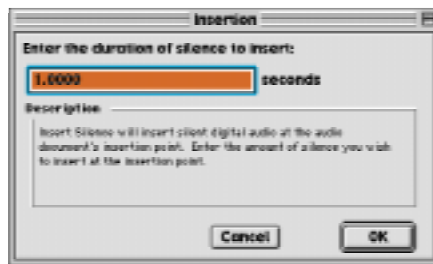 Insertion
Enter the duration of silence to insert:
1.0000 seconds
Description
Insert Silence will insert silent digital audio at the audio
document's insertion point. Enter the amount of silence you wish
to insert at the insertion point.
Cancel OK